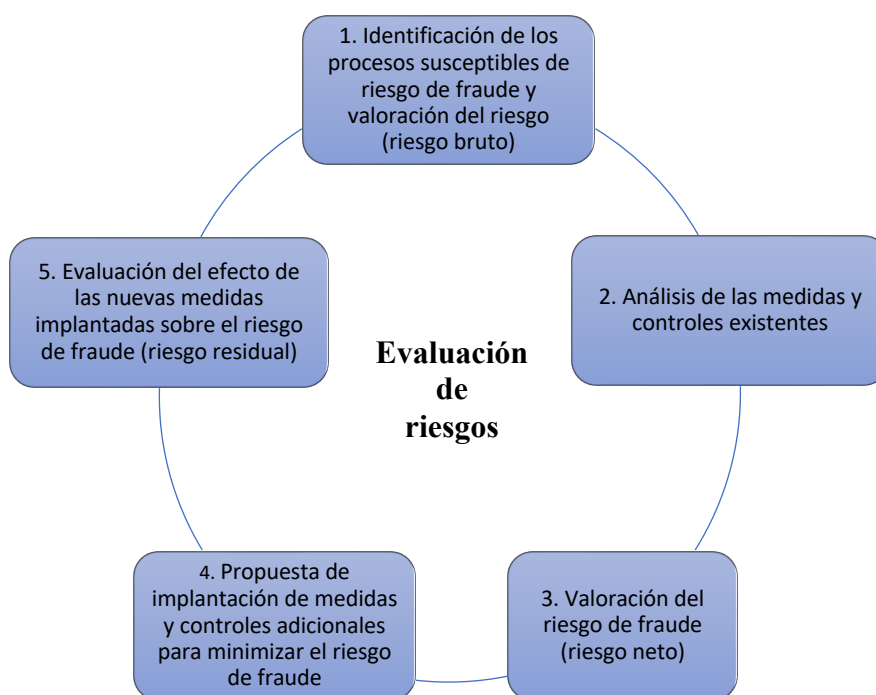 1. Identificación de los
procesos susceptibles de
riesgo de fraude y
valoración del riesgo
(riesgo bruto)
2. Análisis de las medidas y
controles existentes
3. Valoración del
riesgo de fraude
(riesgo neto)
4. Propuesta de
implantación de medidas
y controles adicionales
para minimizar el riesgo
de fraude
5. Evaluación del efecto de
las nuevas medidas
implantadas sobre el riesgo
de fraude (riesgo residual)
Evaluación
de
riesgos